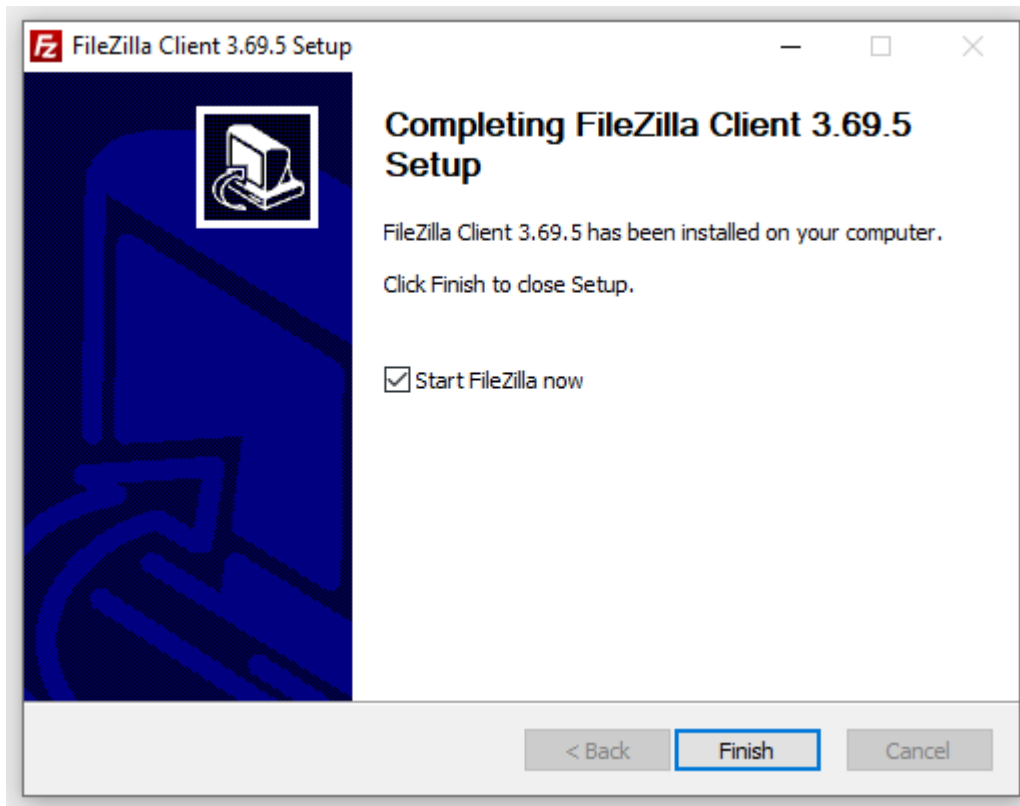 Fz FileZilla Client 3.69.5 Setup
Completing FileZilla Client 3.69.5
Setup
FileZilla Client 3.69.5 has been installed on your computer.
Click Finish to close Setup.
Start FileZilla now
< Back Finish Cancel